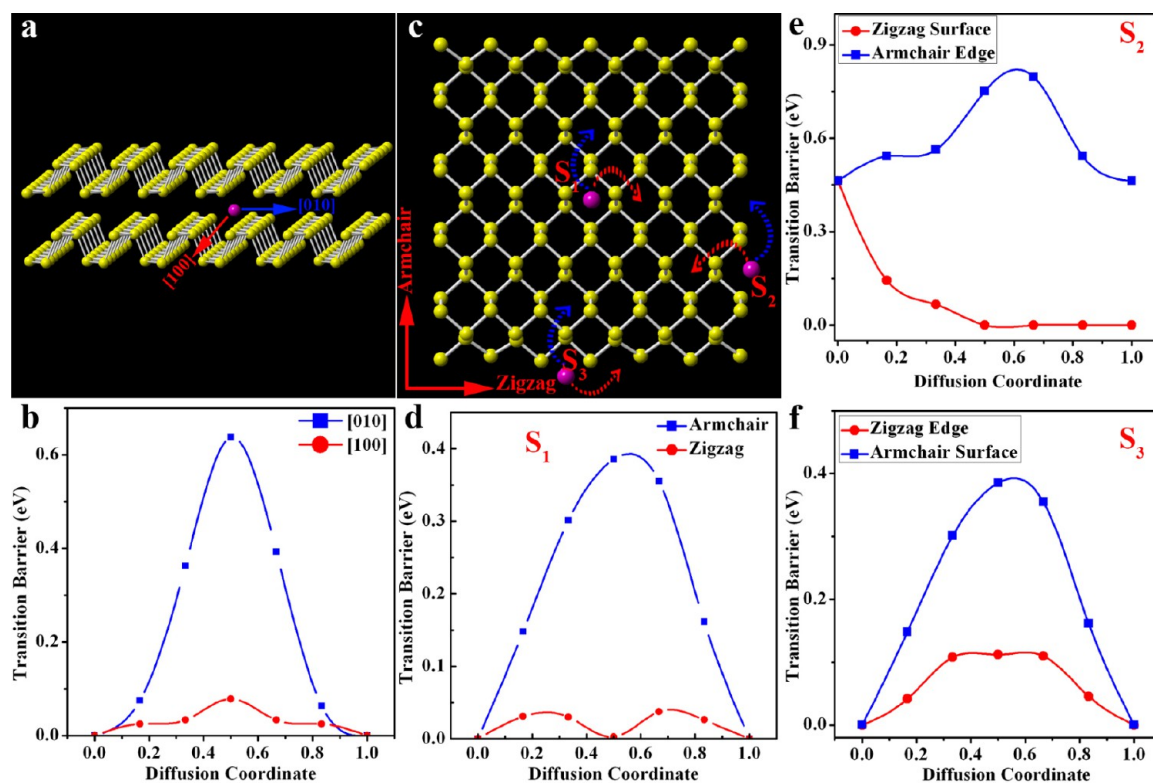 a
[010]
[100]
c
Armchair
Zigzag
S1
S2
S3
e
S2
Zigzag Surface
Armchair Edge
Transition Barrier (eV)
0.9
0.6
0.3
0.0
0.0 0.2 0.4 0.6 0.8 1.0
Diffusion Coordinate
b
[010]
[100]
Transition Barrier (eV)
0.6
0.4
0.2
0.0
0.0 0.2 0.4 0.6 0.8 1.0
Diffusion Coordinate
d
S1
Armchair
Zigzag
Transition Barrier (eV)
0.4
0.3
0.2
0.1
0.0
0.0 0.2 0.4 0.6 0.8 1.0
Diffusion Coordinate
f
S3
Zigzag Edge
Armchair Surface
Transition Barrier (eV)
0.4
0.2
0.0
0.0 0.2 0.4 0.6 0.8 1.0
Diffusion Coordinate